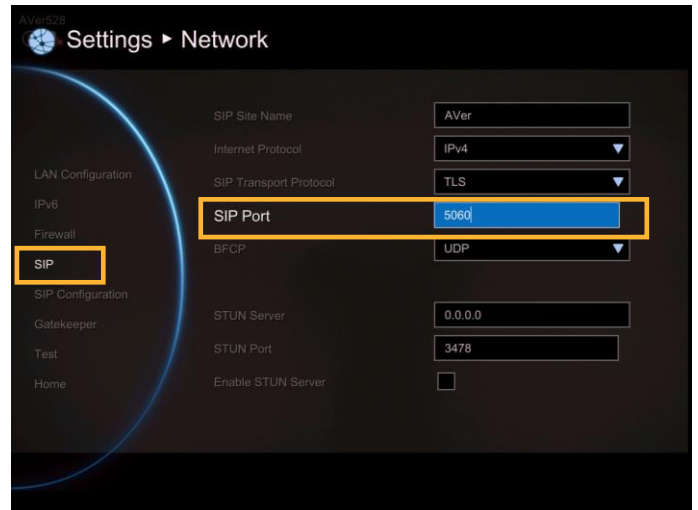 AVer528
Settings ► Network
SIP Site Name AVer
Internet Protocol IPv4
LAN Configuration
SIP Transport Protocol TLS
IPv6
SIP Port 5060
Firewall
BFCP UDP
SIP
SIP Configuration
STUN Server 0.0.0.0
Gatekeeper
STUN Port 3478
Test
Enable STUN Server
Home